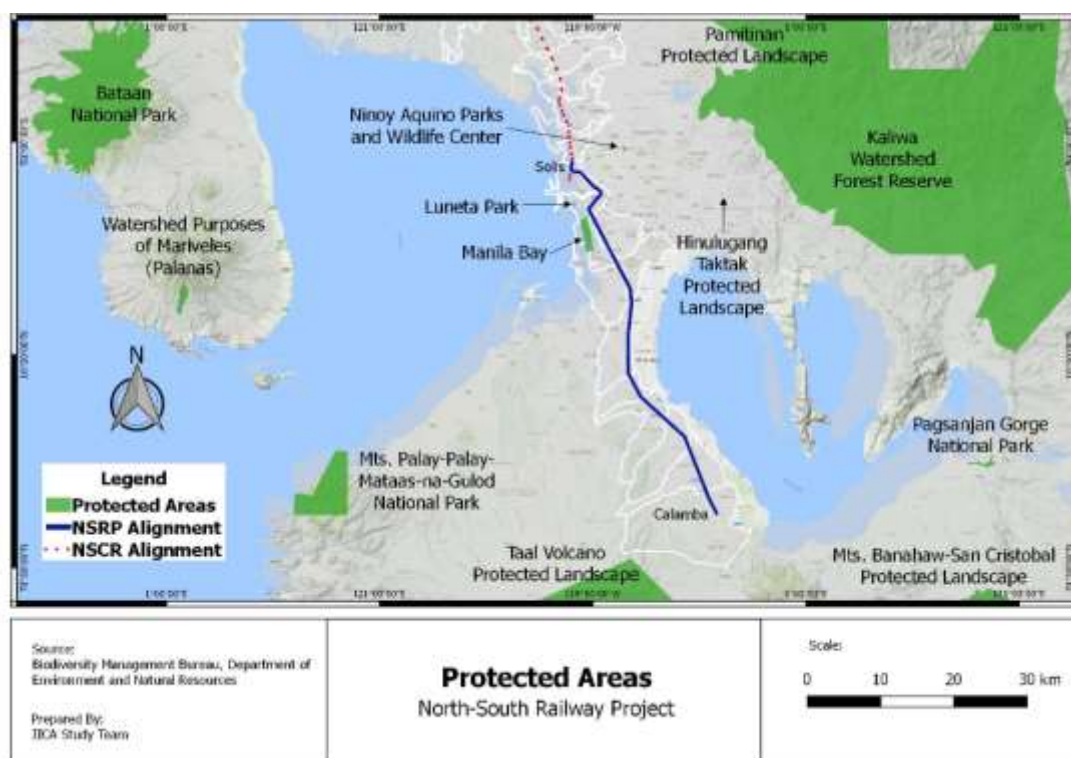 Pamitinan
Protected Landscape
Bataan
National Park
Ninoy Aquino Parks
and Wildlife Center
Kaliwa
Watershed
Forest Reserve
Solis
Luneta Park
Watershed Purposes
of Mariveles
(Palanas)
Manila Bay
Hinulugang
Taktak
Protected
Landscape
N
Pagsanjan Gorge
National Park
Mts. Palay-Palay-
Mataas-na-Gulod
National Park
Legend
Protected Areas
NSRP Alignment
NSCR Alignment
Calamba
Taal Volcano
Protected Landscape
Mts. Banahaw-San Cristobal
Protected Landscape
Source:
Biodiversity Management Bureau, Department of
Environment and Natural Resources
Prepared By:
JICA Study Team
Protected Areas
North-South Railway Project
Scale:
0 10 20 30 km